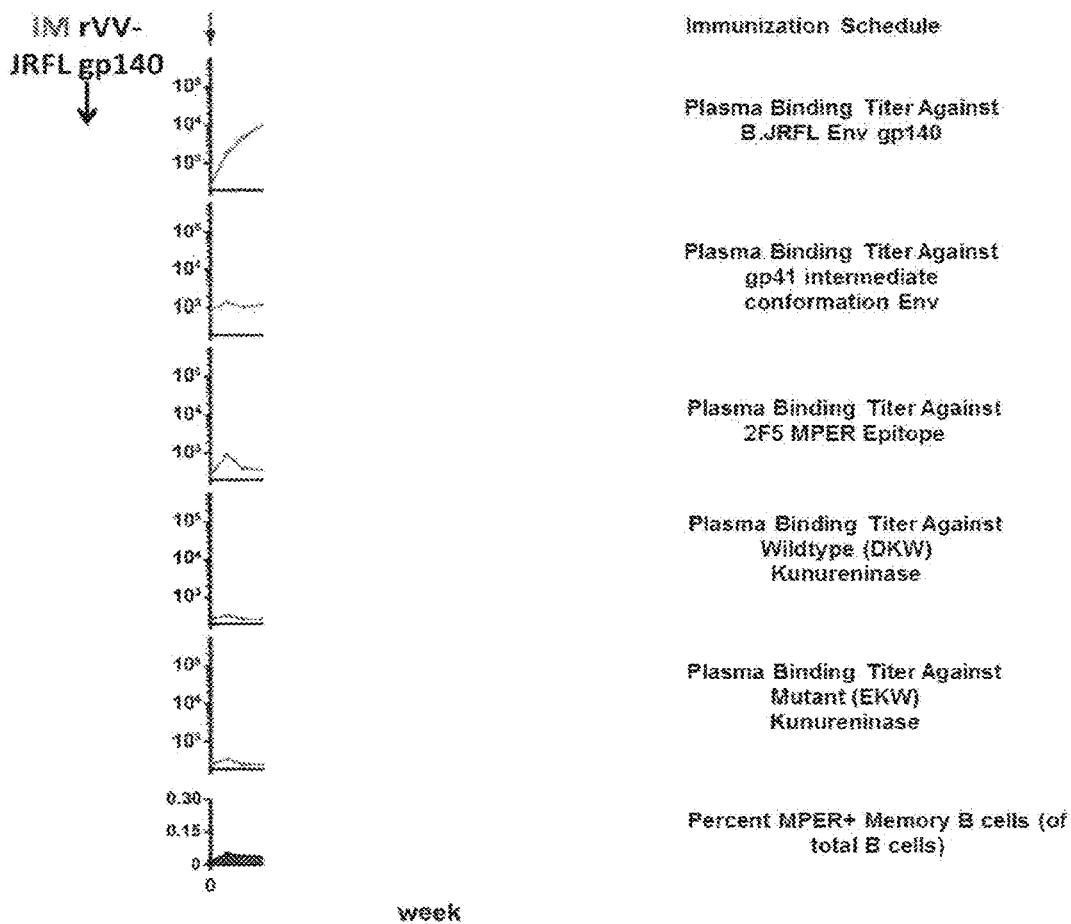 IM rVV-
JRFL gp140
Immunization Schedule
10⁵
10⁴
10³
Plasma Binding Titer Against
B.JRFL Env gp140
10⁵
10⁴
10³
Plasma Binding Titer Against
gp41 intermediate
conformation Env
10⁵
10⁴
10³
Plasma Binding Titer Against
2F5 MPER Epitope
10⁵
10⁴
10³
Plasma Binding Titer Against
Wildtype (DKW)
Kunureninase
10⁵
10⁴
10³
Plasma Binding Titer Against
Mutant (EKW)
Kunureninase
0.30
0.15
0
Percent MPER+ Memory B cells (of
total B cells)
0
week